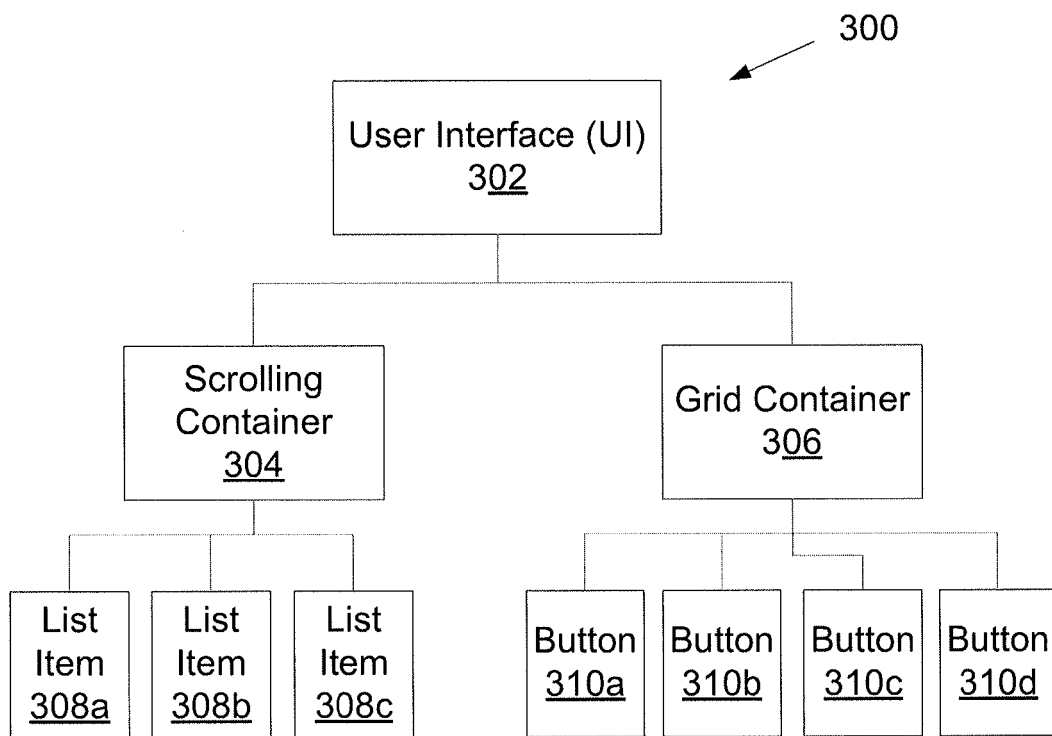 300
User Interface (UI)
302
Scrolling
Container
304
Grid Container
306
List
Item
308a
List
Item
308b
List
Item
308c
Button
310a
Button
310b
Button
310c
Button
310d